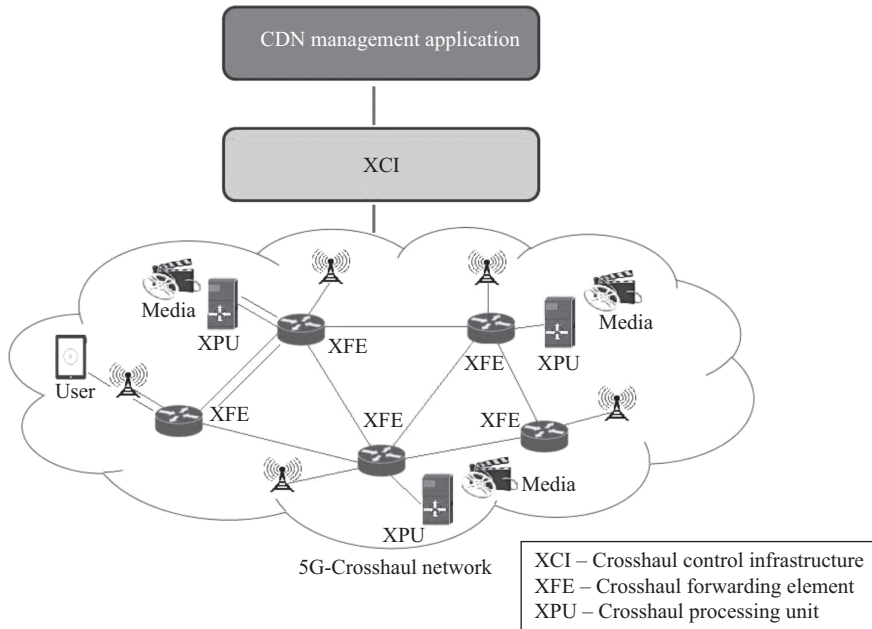 CDN management application
XCI
Media
XPU
XFE
XFE
XPU
Media
User
XFE
XFE
XFE
XPU
Media
5G-Crosshaul network
XCI – Crosshaul control infrastructure
XFE – Crosshaul forwarding element
XPU – Crosshaul processing unit